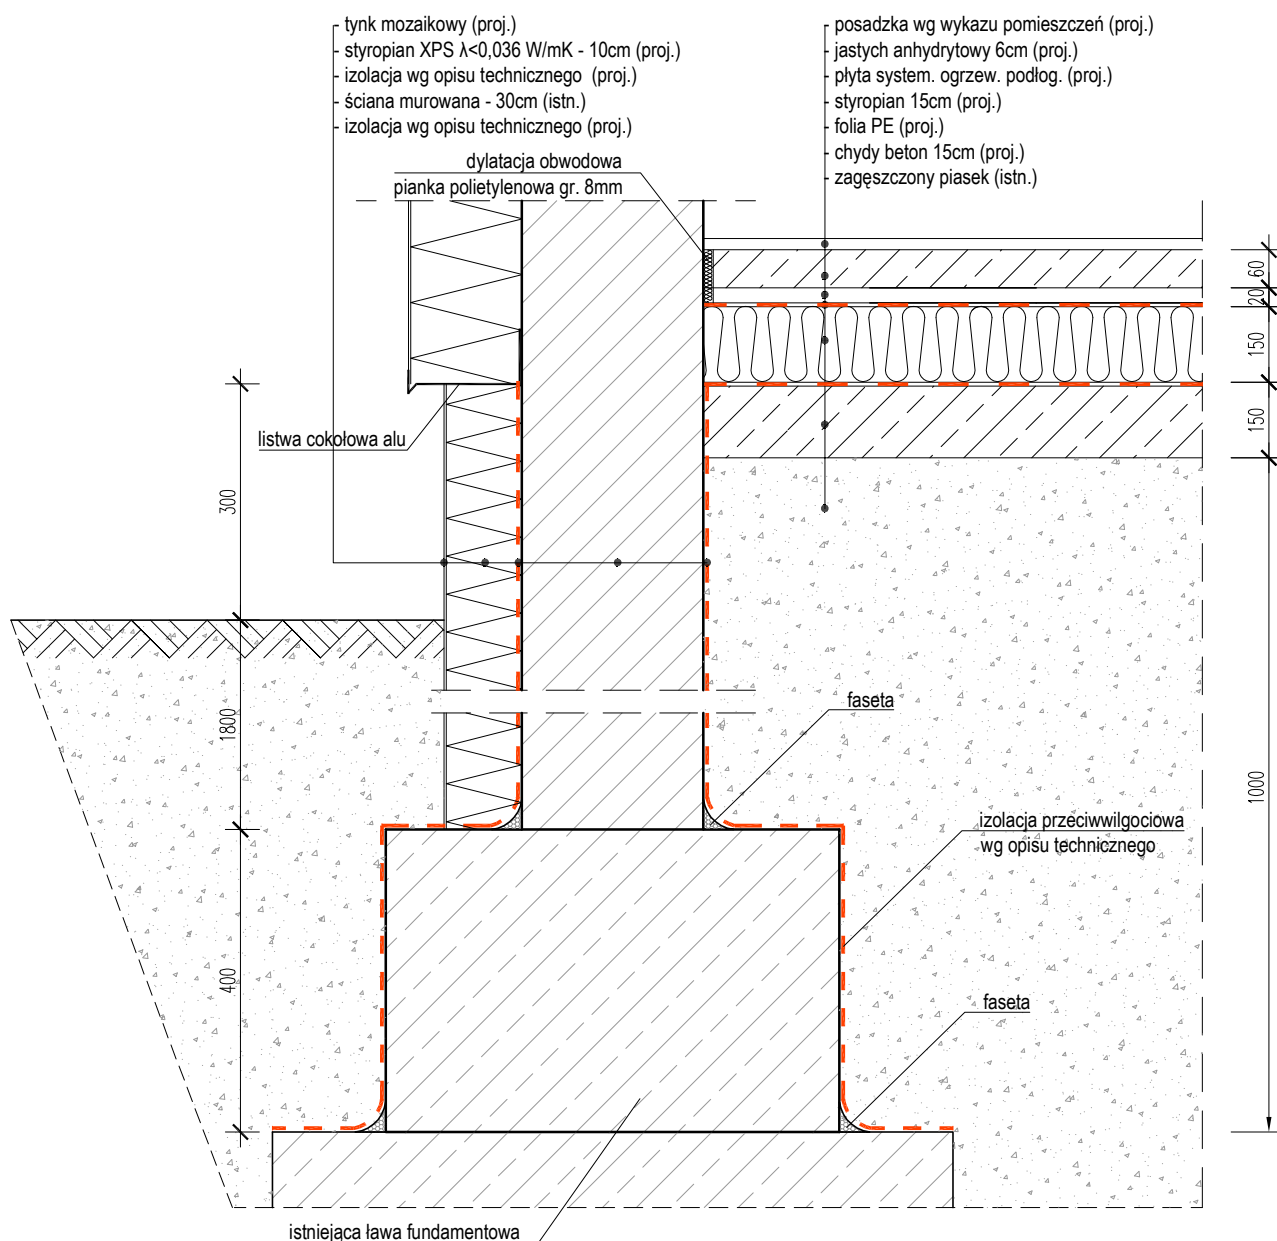 tynk mozaikowy (proj.)
styropian XPS λ<0,036 W/mK - 10cm (proj.)
izolacja wg opisu technicznego (proj.)
ściana murowana - 30cm (istn.)
izolacja wg opisu technicznego (proj.)
posadzka wg wykazu pomieszczeń (proj.)
jastych anhydrytowy 6cm (proj.)
płyta system. ogrzew. podłog. (proj.)
styropian 15cm (proj.)
folia PE (proj.)
chydy beton 15cm (proj.)
zagęszczony piasek (istn.)
dylatacja obwodowa
pianka polietylenowa gr. 8mm
60
20
150
150
listwa cokołowa alu
300
1800
faseta
1000
izolacja przeciwwilgociowa
wg opisu technicznego
400
faseta
istniejąca ława fundamentowa